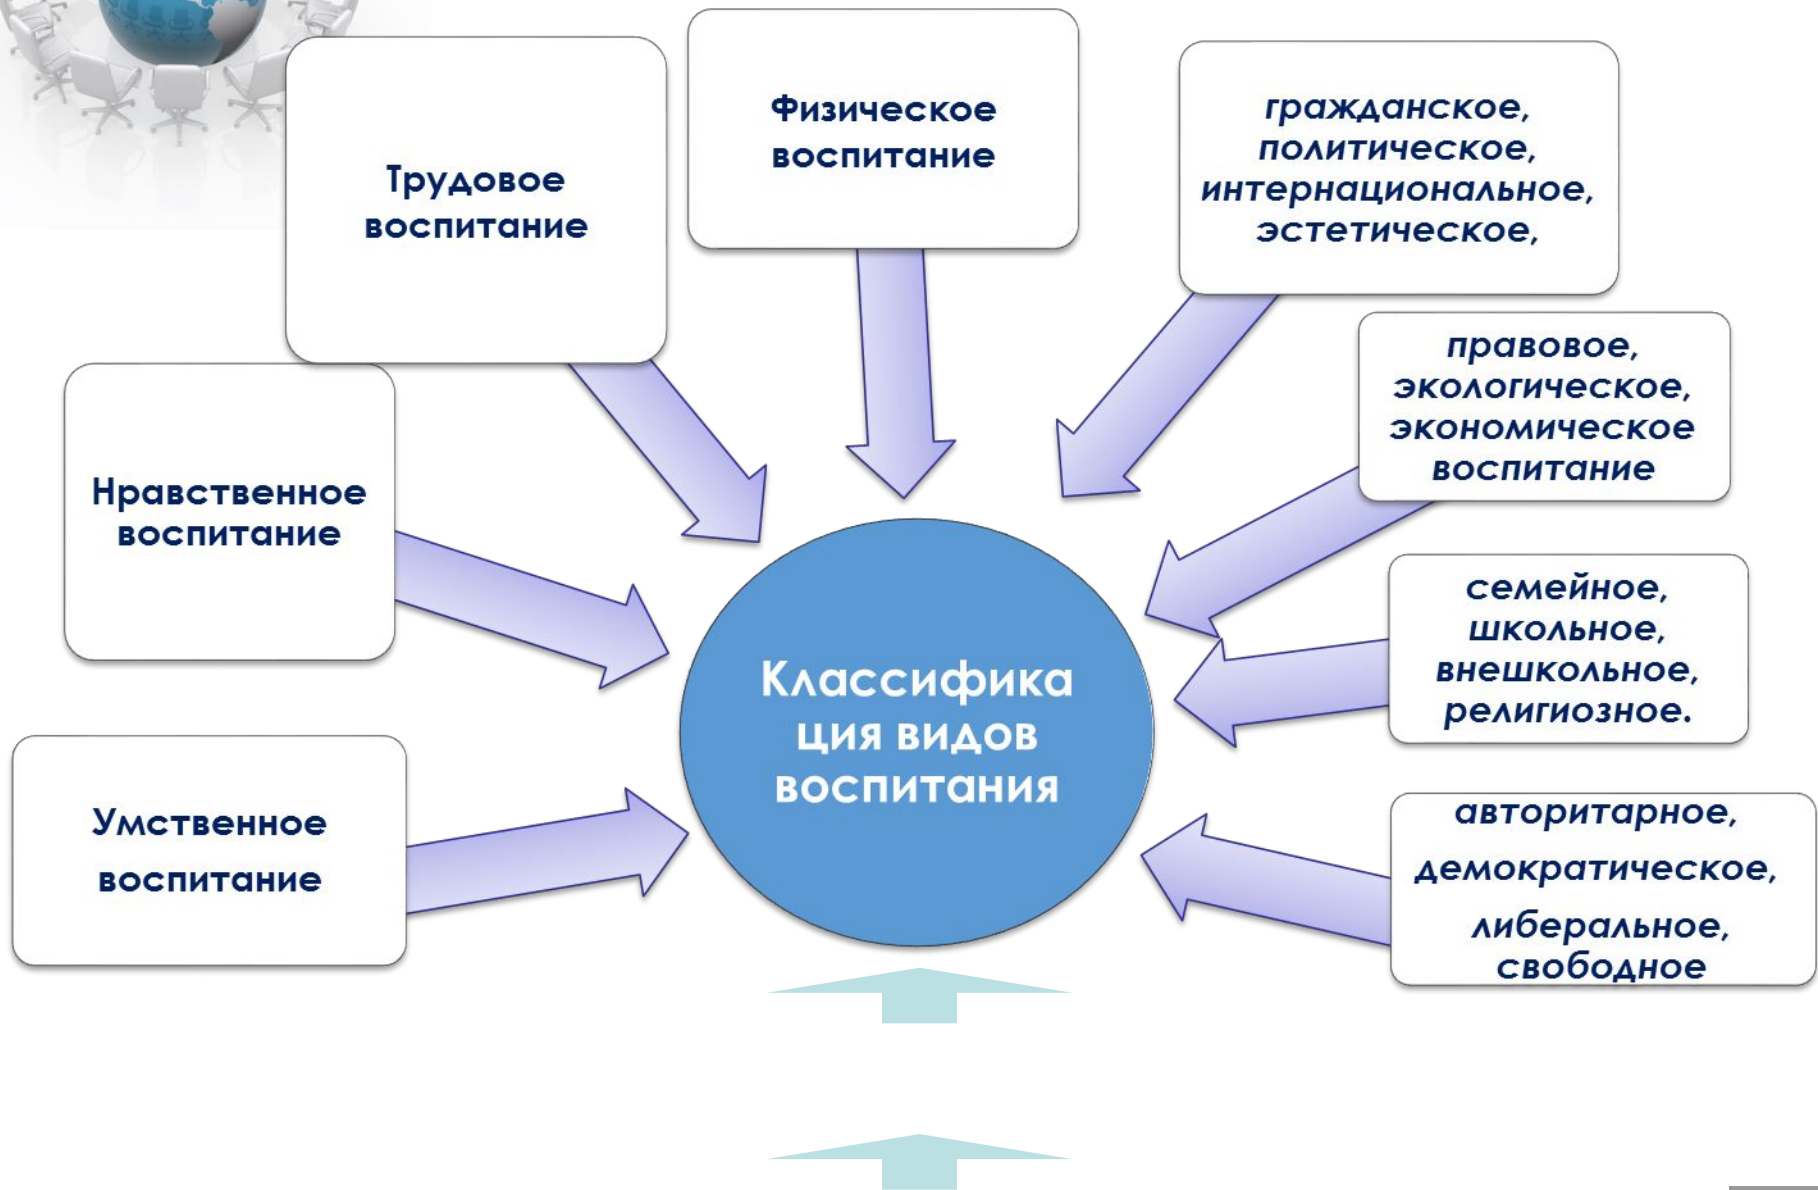 Трудовое
воспитание
Физическое
воспитание
гражданское,
политическое,
интернациональное,
эстетическое,
правовое,
экологическое,
экономическое
воспитание
Нравственное
воспитание
семейное,
школьное,
внешкольное,
религиозное.
Классифика
ция видов
воспитания
Умственное
воспитание
авторитарное,
демократическое,
либеральное,
свободное